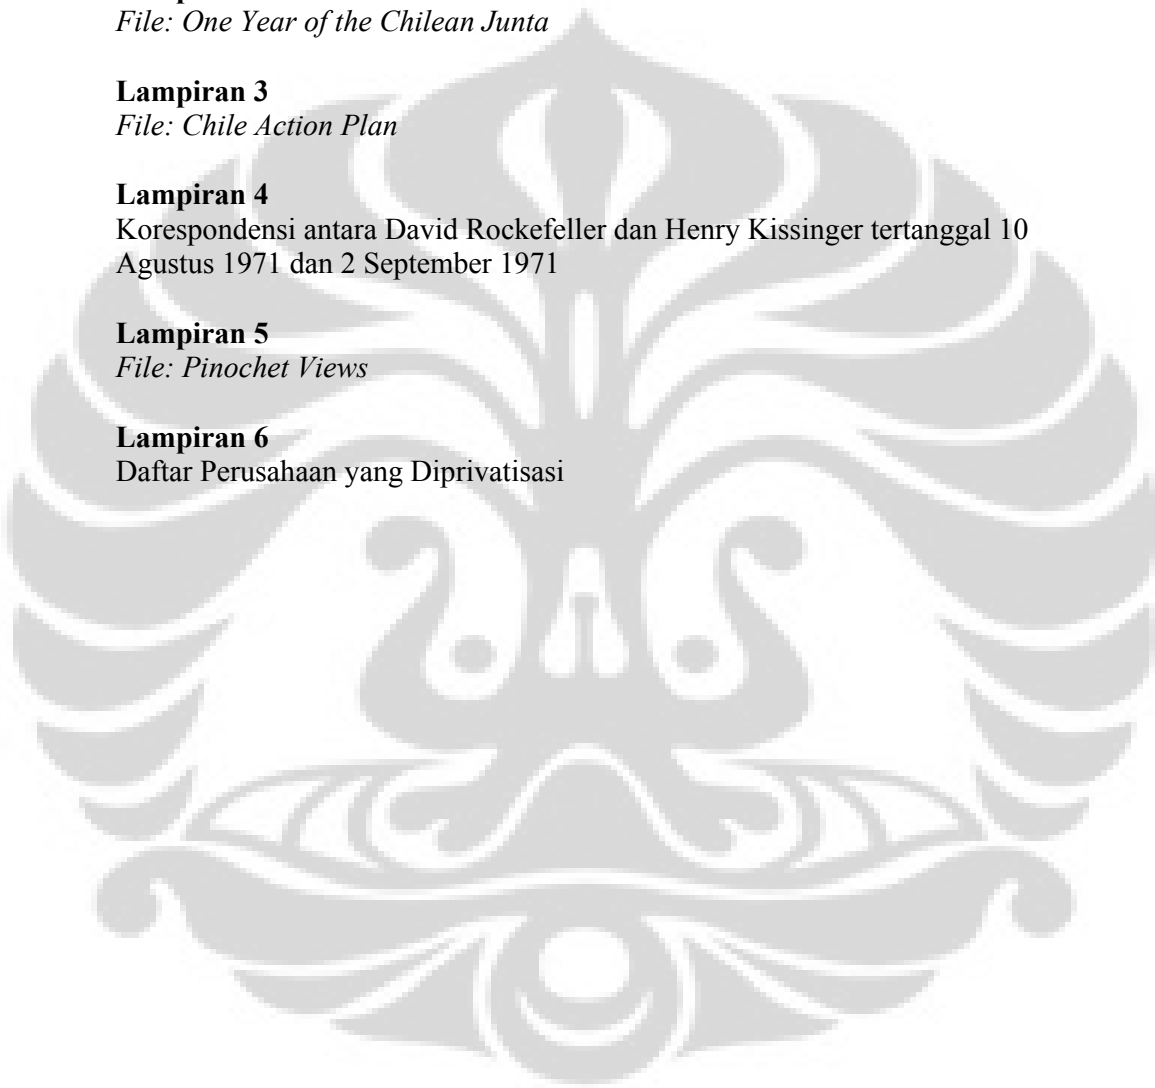 File: One Year of the Chilean Junta
Lampiran 3
File: Chile Action Plan
Lampiran 4
Korespondensi antara David Rockefeller dan Henry Kissinger tertanggal 10
Agustus 1971 dan 2 September 1971
Lampiran 5
File: Pinochet Views
Lampiran 6
Daftar Perusahaan yang Diprivatisasi